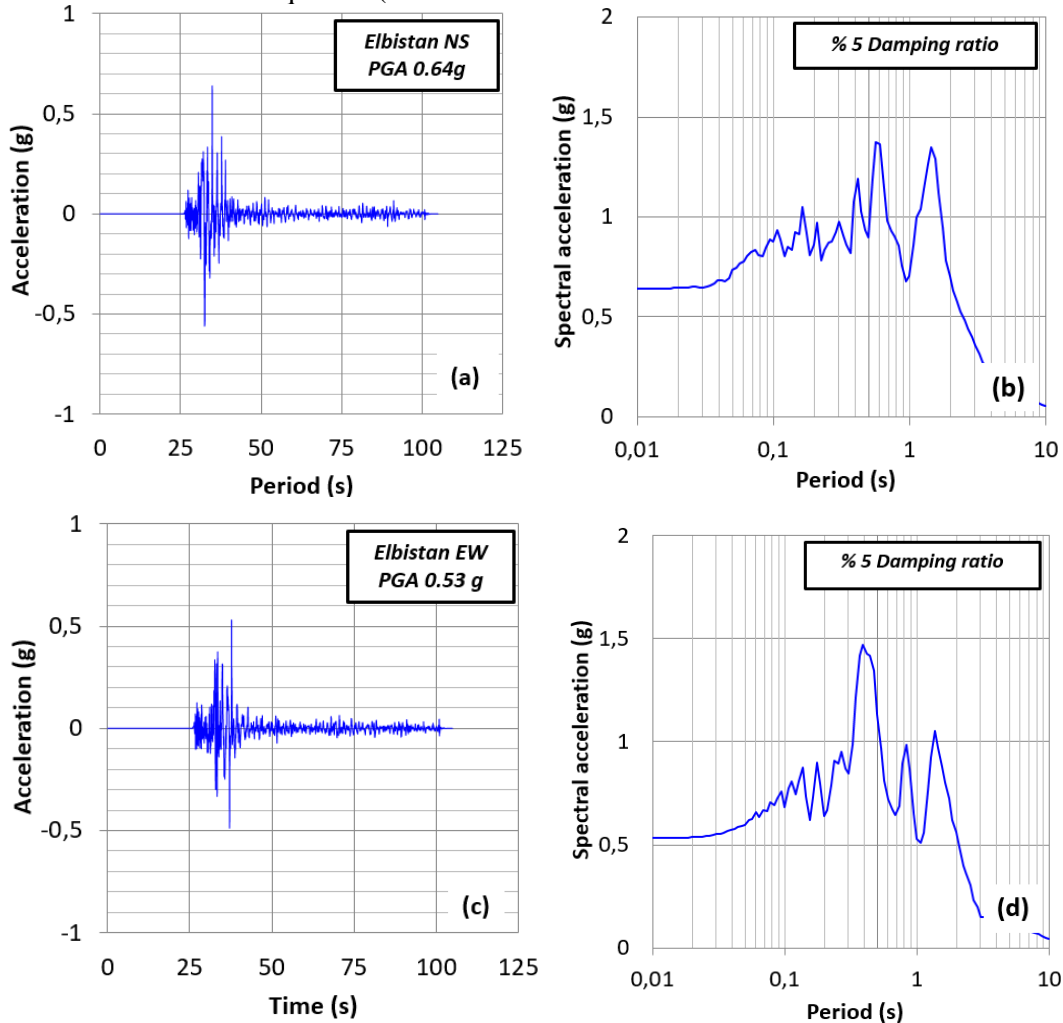 Elbistan NS
PGA 0.64g
1
0,5
0
-0,5
-1
Acceleration (g)
(a)
0 25 50 75 100 125
Period (s)
% 5 Damping ratio
2
1,5
1
0,5
0
Spectral acceleration (g)
(b)
0,01 0,1 1 10
Period (s)
Elbistan EW
PGA 0.53 g
1
0,5
0
-0,5
-1
Acceleration (g)
(c)
0 25 50 75 100 125
Time (s)
% 5 Damping ratio
2
1,5
1
0,5
0
Spectral acceleration (g)
(d)
0,01 0,1 1 10
Period (s)